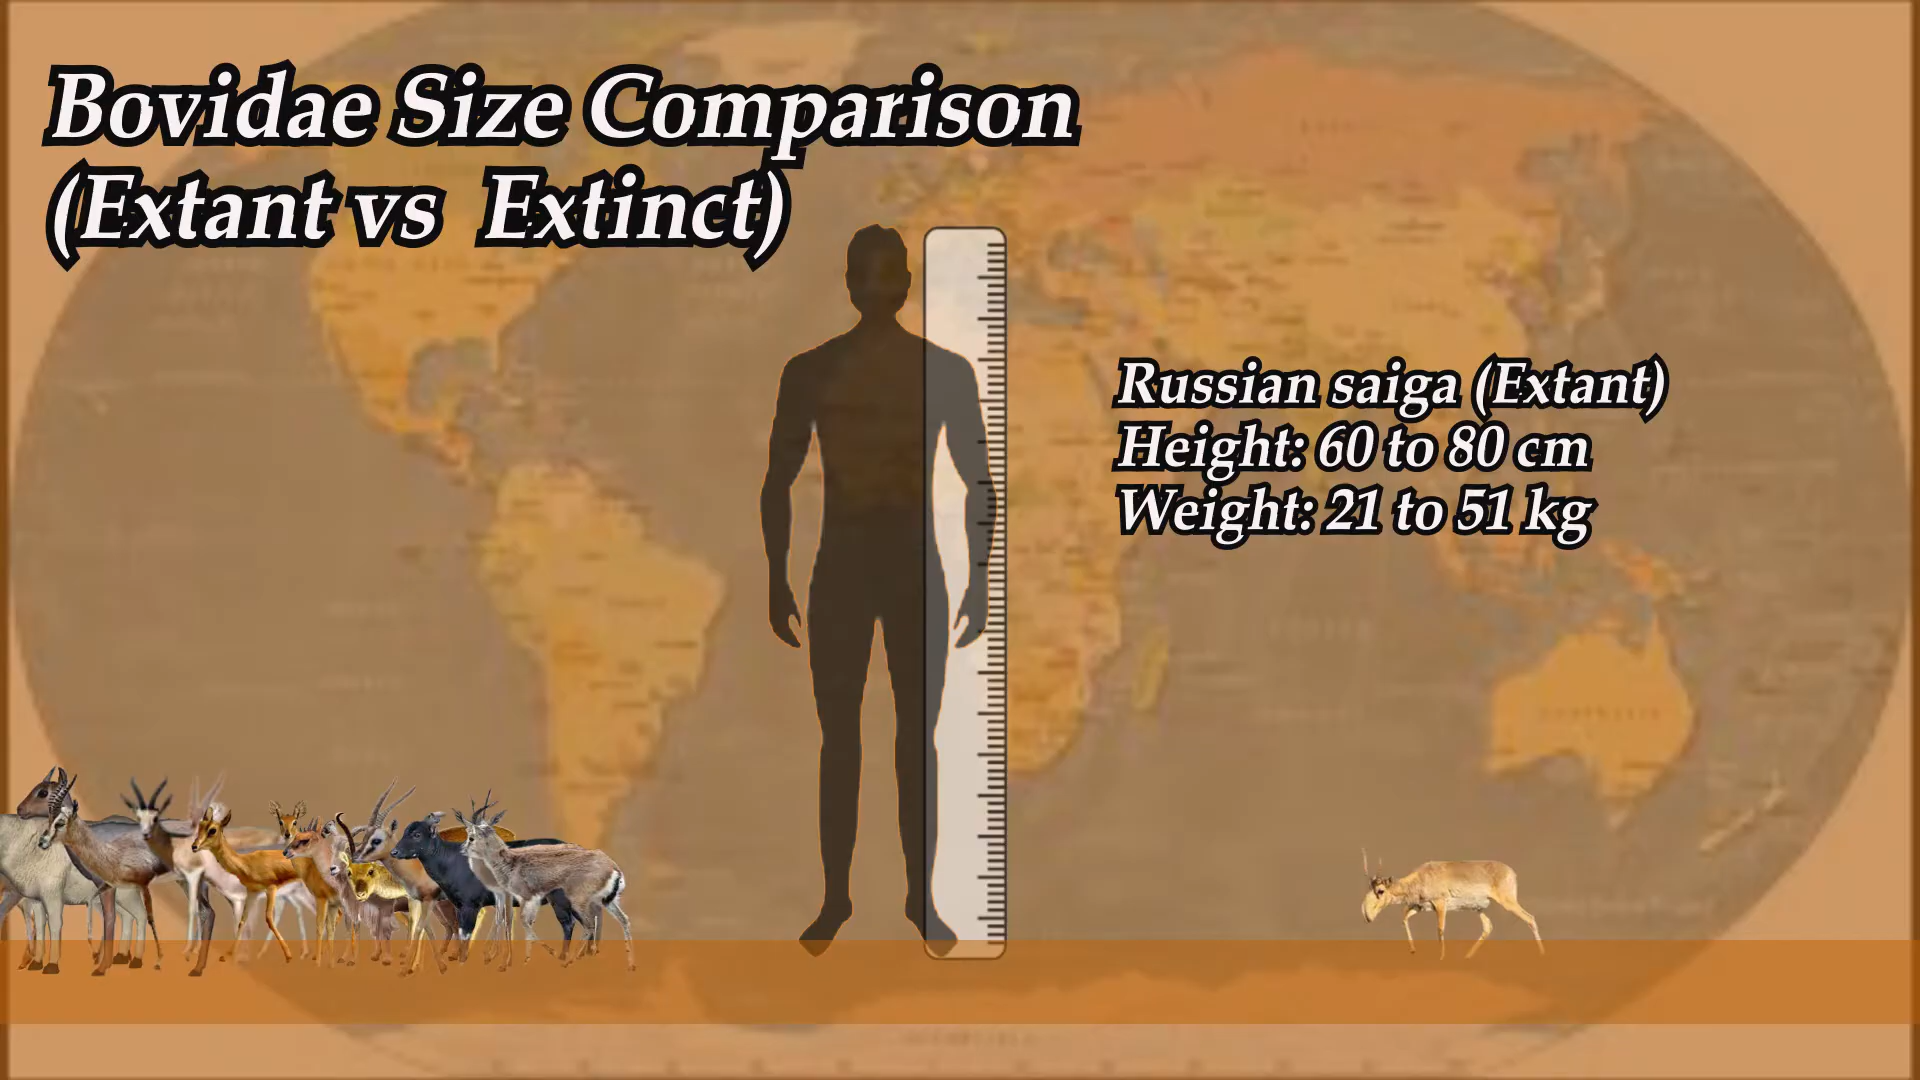 Bovidae Size Comparison
(Extant vs Extinct)
Russian saiga (Extant)
Height: 60 to 80 cm
Weight: 21 to 51 kg